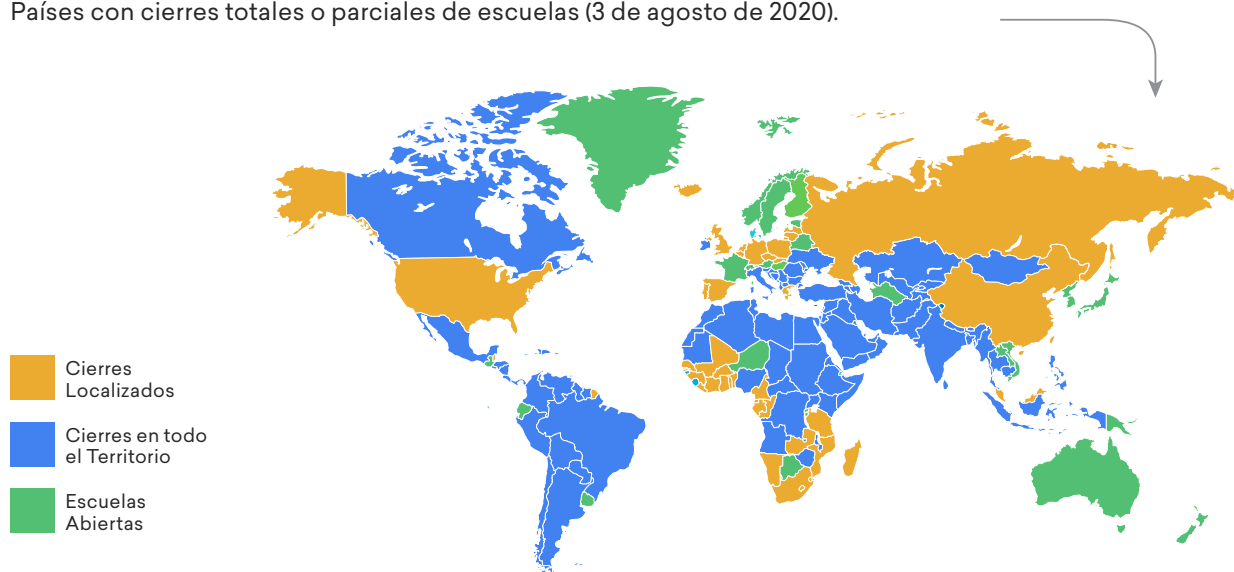 Países con cierres totales o parciales de escuelas (3 de agosto de 2020).
Cierres
Localizados
Cierres en todo
el Territorio
Escuelas
Abiertas